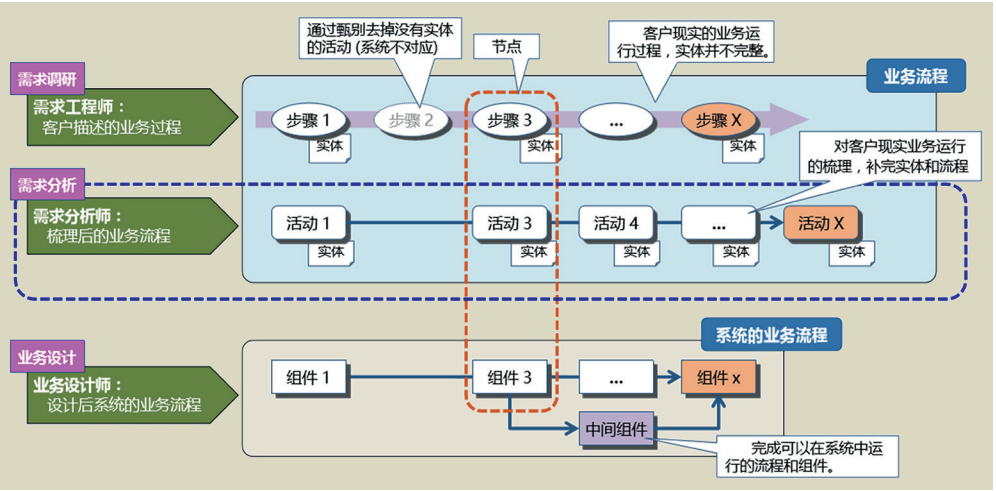 通过甄别去掉没有实体
的活动 (系统不对应)
节点
客户现实的业务运
行过程，实体并不完整。
需求调研
业务流程
需求工程师：
客户描述的业务过程
步骤 1
步骤 2
步骤 3
...
步骤 X
实体
实体
实体
对客户现实业务运行
的梳理，补完实体和流程
需求分析
需求分析师：
梳理后的业务流程
活动 1
活动 3
活动 4
...
活动 X
实体
实体
实体
实体
实体
系统的业务流程
业务设计
业务设计师：
设计后系统的业务流程
组件 1
组件 3
...
组件 x
中间组件
完成可以在系统中运
行的流程和组件。